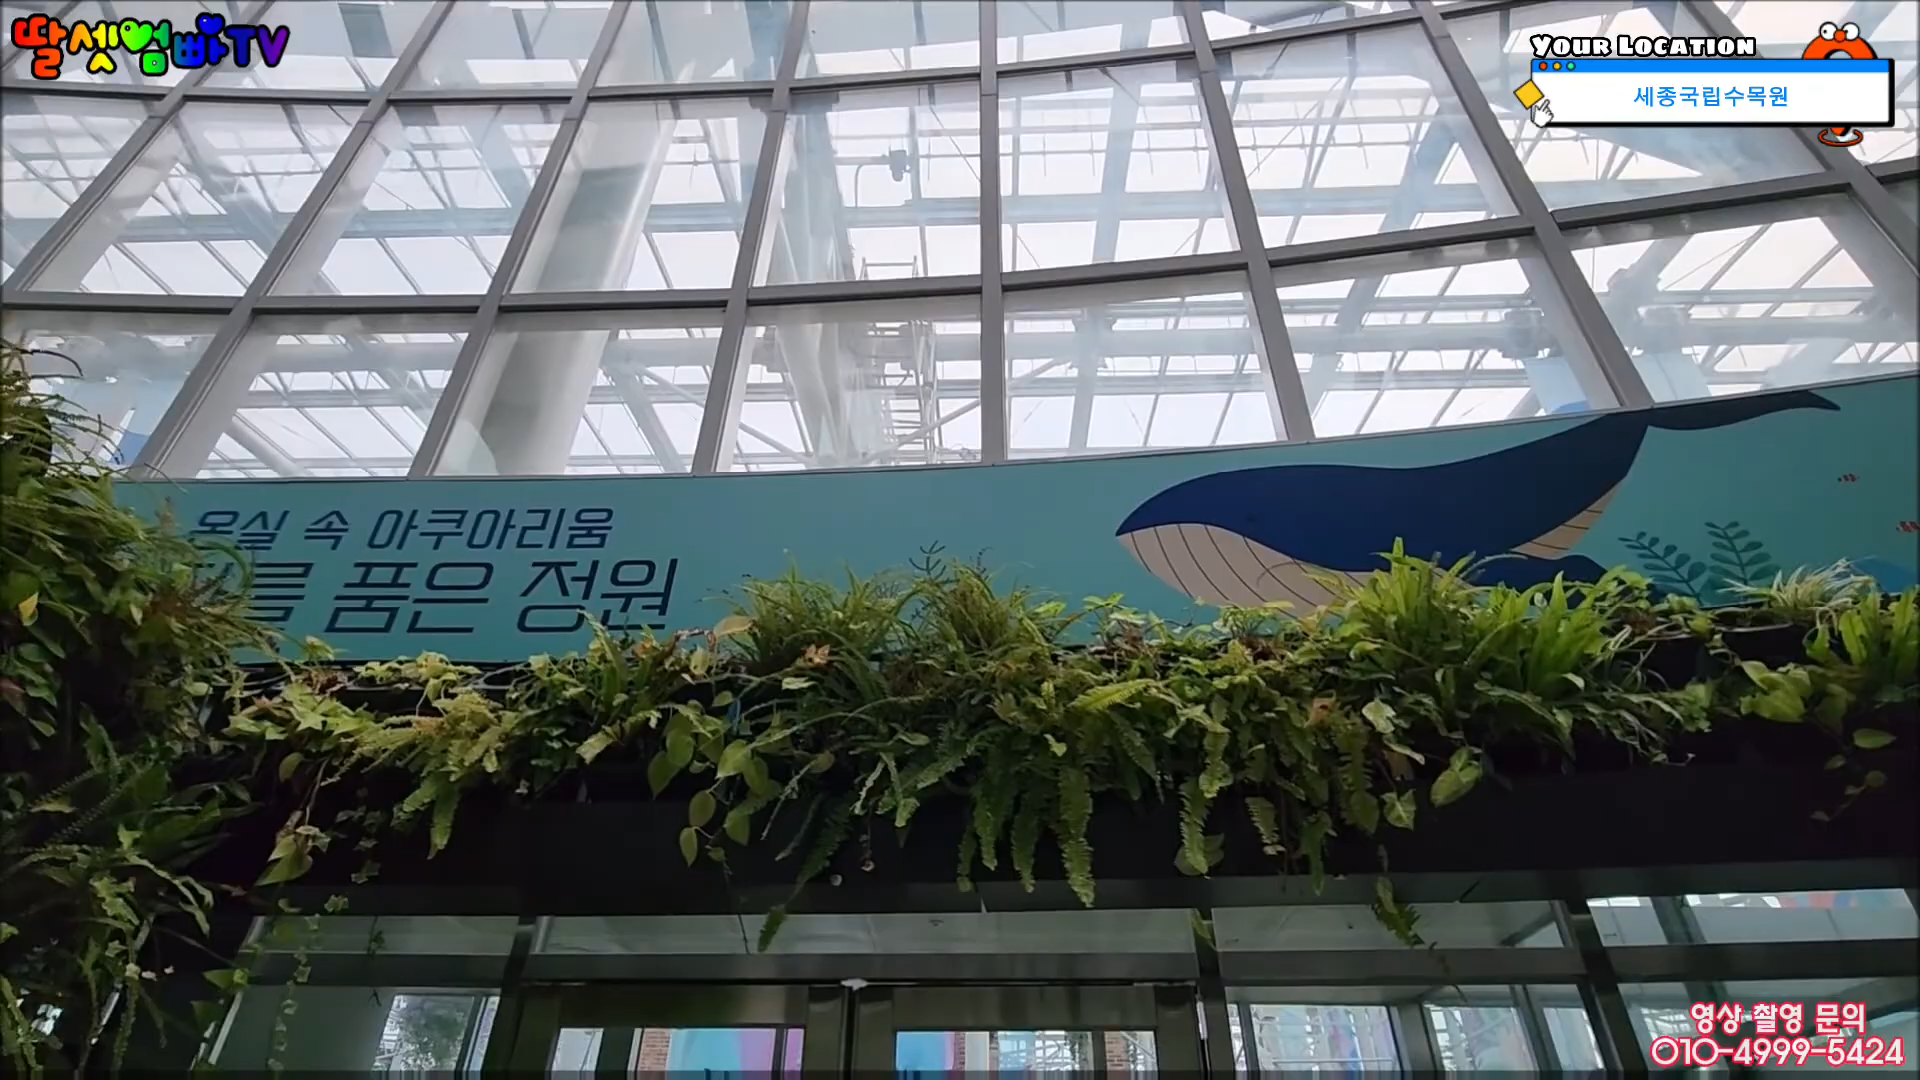 딸셋엄빠TV
Your Location
세종국립수목원
온실 속 아쿠아리움
품은 정원
영상 촬영 문의
010-4999-5424